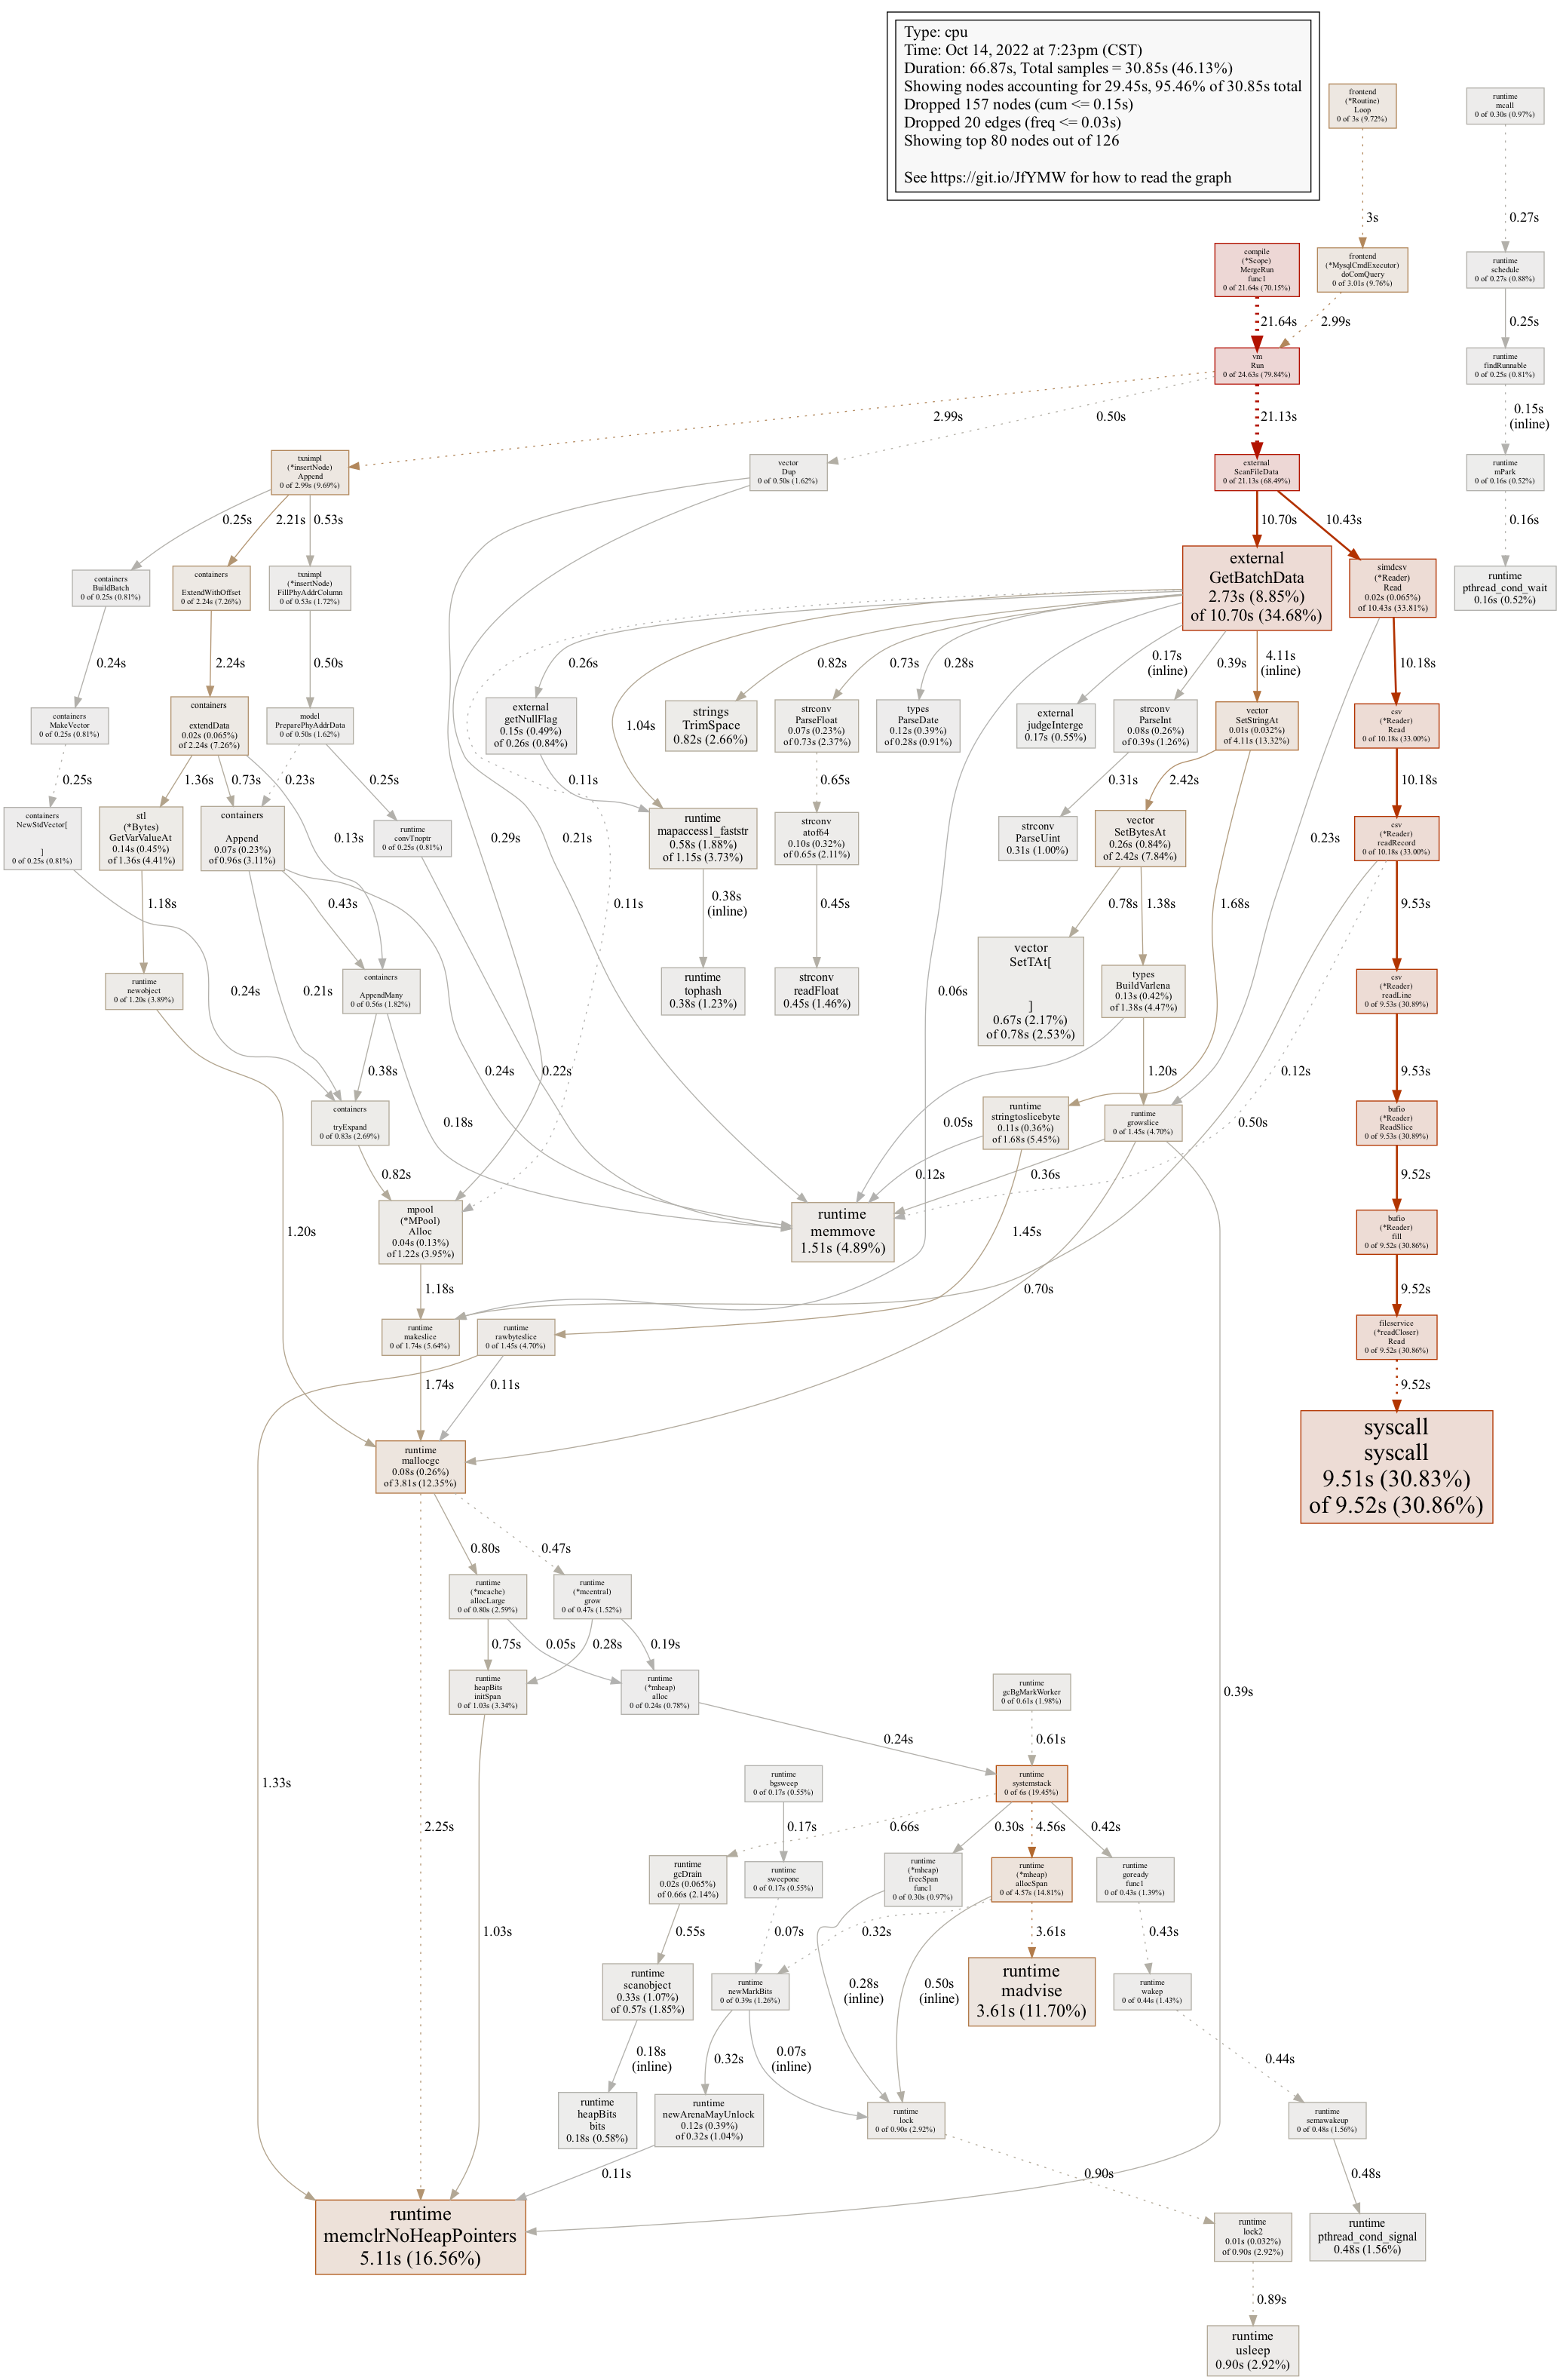 Type: cpu
Time: Oct 14, 2022 at 7:23pm (CST)
Duration: 66.87s, Total samples = 30.85s (46.13%)
Showing nodes accounting for 29.45s, 95.46% of 30.85s total
Dropped 157 nodes (cum <= 0.15s)
Dropped 20 edges (freq <= 0.03s)
Showing top 80 nodes out of 126
See https://git.io/JfYMW for how to read the graph
frontend
(*Routine)
Loop
0 of 3s (9.72%)
runtime
mcall
0 of 0.30s (0.97%)
3s
0.27s
compile
(*Scope)
MergeRun
func1
0 of 21.64s (70.15%)
frontend
(*MysqlCmdExecutor)
doComQuery
0 of 3.01s (9.76%)
runtime
schedule
0 of 0.27s (0.88%)
21.64s
2.99s
0.25s
vm
Run
0 of 24.63s (79.84%)
runtime
findRunnable
0 of 0.25s (0.81%)
2.99s
0.50s
21.13s
0.15s
(inline)
txnimpl
(*insertNode)
Append
0 of 2.99s (9.69%)
vector
Dup
0 of 0.50s (1.62%)
external
ScanFileData
0 of 21.13s (68.49%)
runtime
mPark
0 of 0.16s (0.52%)
0.25s
2.21s
0.53s
10.70s
10.43s
0.16s
containers
BuildBatch
0 of 0.25s (0.81%)
containers
ExtendWithOffset
0 of 2.24s (7.26%)
txnimpl
(*insertNode)
FillPhyAddrColumn
0 of 0.53s (1.72%)
external
GetBatchData
2.73s (8.85%)
of 10.70s (34.68%)
simdcsv
(*Reader)
Read
0.02s (0.065%)
of 10.43s (33.81%)
runtime
pthread_cond_wait
0.16s (0.52%)
0.24s
2.24s
0.50s
0.26s
1.04s
0.82s
0.73s
0.28s
0.17s
(inline)
0.39s
4.11s
(inline)
10.18s
containers
MakeVector
0 of 0.25s (0.81%)
containers
extendData
0.02s (0.065%)
of 2.24s (7.26%)
model
PreparePhyAddrData
0 of 0.50s (1.62%)
external
getNullFlag
0.15s (0.49%)
of 0.26s (0.84%)
strings
TrimSpace
0.82s (2.66%)
strconv
ParseFloat
0.07s (0.23%)
of 0.73s (2.37%)
types
ParseDate
0.12s (0.39%)
of 0.28s (0.91%)
external
judgeInterge
0.17s (0.55%)
strconv
ParseInt
0.08s (0.26%)
of 0.39s (1.26%)
vector
SetStringAt
0.01s (0.032%)
of 4.11s (13.32%)
csv
(*Reader)
Read
0 of 10.18s (33.00%)
0.25s
1.36s
0.73s
0.23s
0.25s
0.11s
0.65s
0.31s
2.42s
10.18s
containers
NewStdVector[
]
0 of 0.25s (0.81%)
stl
(*Bytes)
GetVarValueAt
0.14s (0.45%)
of 1.36s (4.41%)
containers
Append
0.07s (0.23%)
of 0.96s (3.11%)
0.13s
runtime
convTnoptr
0 of 0.25s (0.81%)
0.29s
0.21s
runtime
mapaccess1_faststr
0.58s (1.88%)
of 1.15s (3.73%)
strconv
atof64
0.10s (0.32%)
of 0.65s (2.11%)
strconv
ParseUint
0.31s (1.00%)
vector
SetBytesAt
0.26s (0.84%)
of 2.42s (7.84%)
0.23s
csv
(*Reader)
readRecord
0 of 10.18s (33.00%)
1.18s
0.43s
0.11s
0.38s
(inline)
0.45s
0.78s
1.38s
1.68s
9.53s
runtime
newobject
0 of 1.20s (3.89%)
0.24s
0.21s
containers
AppendMany
0 of 0.56s (1.82%)
runtime
tophash
0.38s (1.23%)
strconv
readFloat
0.45s (1.46%)
0.06s
vector
SetTAt[
]
0.67s (2.17%)
of 0.78s (2.53%)
types
BuildVarlena
0.13s (0.42%)
of 1.38s (4.47%)
csv
(*Reader)
readLine
0 of 9.53s (30.89%)
0.38s
0.24s
0.22s
1.20s
0.12s
9.53s
containers
tryExpand
0 of 0.83s (2.69%)
0.18s
0.05s
runtime
stringtoslicebyte
0.11s (0.36%)
of 1.68s (5.45%)
runtime
growslice
0 of 1.45s (4.70%)
0.50s
bufio
(*Reader)
ReadSlice
0 of 9.53s (30.89%)
0.82s
0.12s
0.36s
9.52s
1.20s
mpool
(*MPool)
Alloc
0.04s (0.13%)
of 1.22s (3.95%)
runtime
memmove
1.51s (4.89%)
1.45s
bufio
(*Reader)
fill
0 of 9.52s (30.86%)
1.18s
0.70s
9.52s
runtime
makeslice
0 of 1.74s (5.64%)
runtime
rawbyteslice
0 of 1.45s (4.70%)
fileservice
(*readCloser)
Read
0 of 9.52s (30.86%)
1.74s
0.11s
9.52s
runtime
mallocgc
0.08s (0.26%)
of 3.81s (12.35%)
syscall
syscall
9.51s (30.83%)
of 9.52s (30.86%)
0.80s
0.47s
runtime
(*mcache)
allocLarge
0 of 0.80s (2.59%)
runtime
(*mcentral)
grow
0 of 0.47s (1.52%)
0.75s
0.05s
0.28s
0.19s
runtime
heapBits
initSpan
0 of 1.03s (3.34%)
runtime
(*mheap)
alloc
0 of 0.24s (0.78%)
runtime
gcBgMarkWorker
0 of 0.61s (1.98%)
0.39s
0.24s
0.61s
1.33s
runtime
bgsweep
0 of 0.17s (0.55%)
runtime
systemstack
0 of 6s (19.45%)
2.25s
0.17s
0.66s
0.30s
4.56s
0.42s
runtime
gcDrain
0.02s (0.065%)
of 0.66s (2.14%)
runtime
sweepone
0 of 0.17s (0.55%)
runtime
(*mheap)
freeSpan
func1
0 of 0.30s (0.97%)
runtime
(*mheap)
allocSpan
0 of 4.57s (14.81%)
runtime
goready
func1
0 of 0.43s (1.39%)
1.03s
0.55s
0.07s
0.32s
3.61s
0.43s
runtime
scanobject
0.33s (1.07%)
of 0.57s (1.85%)
runtime
newMarkBits
0 of 0.39s (1.26%)
0.28s
(inline)
0.50s
(inline)
runtime
madvise
3.61s (11.70%)
runtime
wakep
0 of 0.44s (1.43%)
0.18s
(inline)
0.32s
0.07s
(inline)
0.44s
runtime
heapBits
bits
0.18s (0.58%)
runtime
newArenaMayUnlock
0.12s (0.39%)
of 0.32s (1.04%)
runtime
lock
0 of 0.90s (2.92%)
runtime
semawakeup
0 of 0.48s (1.56%)
0.11s
0.90s
0.48s
runtime
memclrNoHeapPointers
5.11s (16.56%)
runtime
lock2
0.01s (0.032%)
of 0.90s (2.92%)
runtime
pthread_cond_signal
0.48s (1.56%)
0.89s
runtime
usleep
0.90s (2.92%)